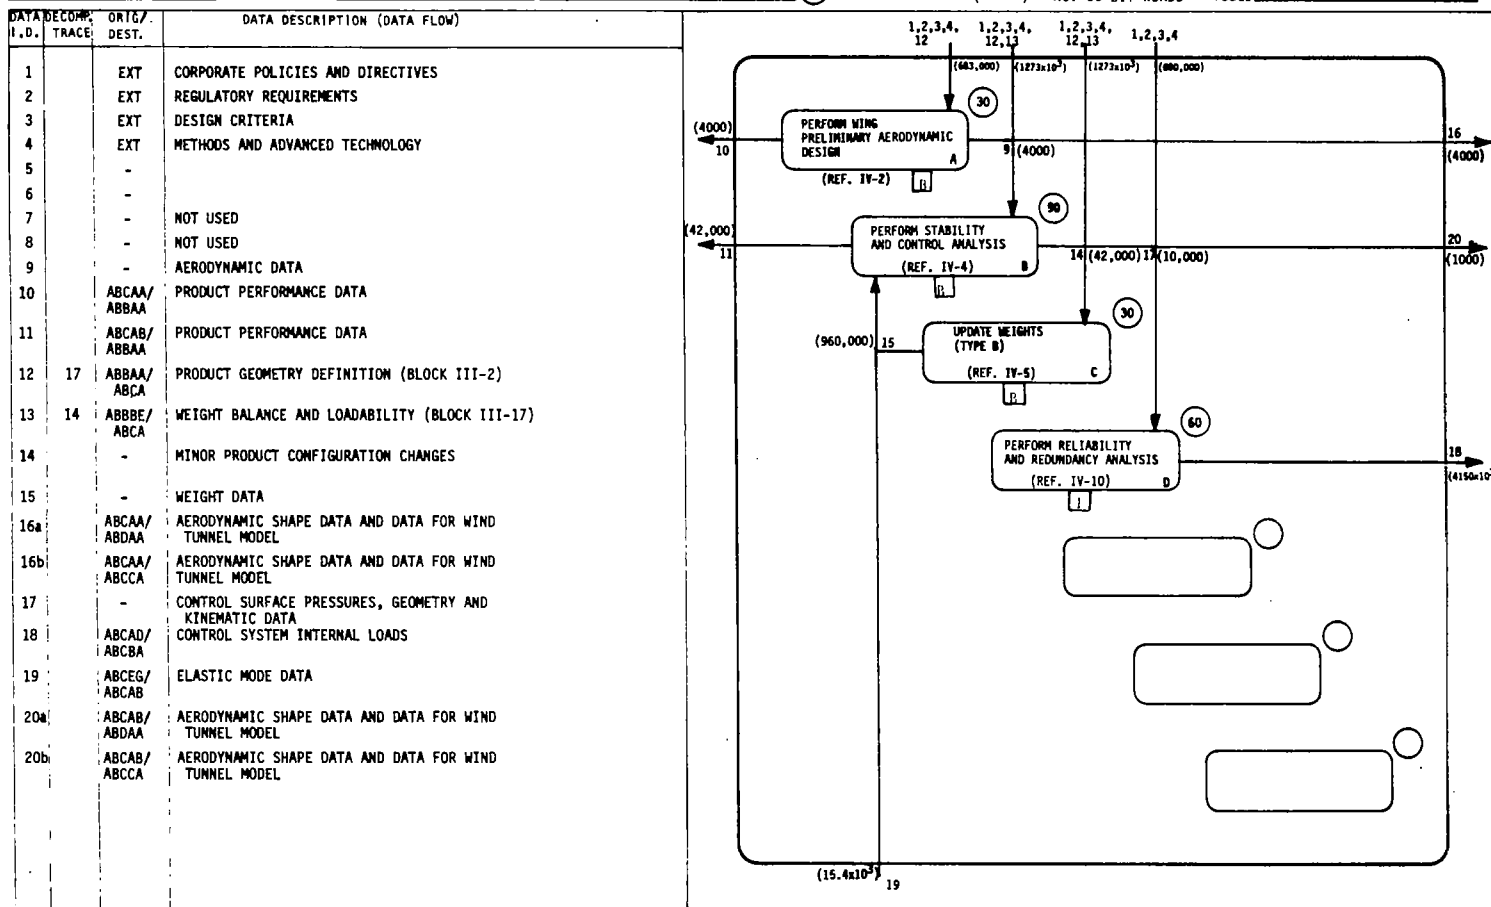 DATA I.D. DECOMP. TRACE ORIG/. DEST. DATA DESCRIPTION (DATA FLOW)
1 EXT CORPORATE POLICIES AND DIRECTIVES
2 EXT REGULATORY REQUIREMENTS
3 EXT DESIGN CRITERIA
4 EXT METHODS AND ADVANCED TECHNOLOGY
5 -
6 -
7 - NOT USED
8 - NOT USED
9 - AERODYNAMIC DATA
10 ABCAA/ PRODUCT PERFORMANCE DATA
ABBAA
11 ABCAB/ PRODUCT PERFORMANCE DATA
ABBAA
12 17 ABBAA/ PRODUCT GEOMETRY DEFINITION (BLOCK III-2)
ABCA
13 14 ABBBE/ WEIGHT BALANCE AND LOADABILITY (BLOCK III-17)
ABCA
14 - MINOR PRODUCT CONFIGURATION CHANGES
15 - WEIGHT DATA
16a ABCAA/ AERODYNAMIC SHAPE DATA AND DATA FOR WIND
ABDAA TUNNEL MODEL
16b ABCAA/ AERODYNAMIC SHAPE DATA AND DATA FOR WIND
ABCCA TUNNEL MODEL
17 - CONTROL SURFACE PRESSURES, GEOMETRY AND
KINEMATIC DATA
18 ABCAD/ CONTROL SYSTEM INTERNAL LOADS
ABCBA
19 ABCEG/ ELASTIC MODE DATA
ABCAB
20a ABCAB/ AERODYNAMIC SHAPE DATA AND DATA FOR WIND
ABDAA TUNNEL MODEL
20b ABCAB/ AERODYNAMIC SHAPE DATA AND DATA FOR WIND
ABCCA TUNNEL MODEL
1,2,3,4, 1,2,3,4, 1,2,3,4, 1,2,3,4
12 12,13 12,13
(683,000) (1273x10³) (1273x10³)
30
(4000)
10
PERFORM WING
PRELIMINARY AERODYNAMIC
DESIGN A
(REF. IV-2) B
9 (4000)
16
(4000)
90
(42,000)
11
PERFORM STABILITY
AND CONTROL ANALYSIS
(REF. IV-4) B
B
14 (42,000) 17 (10,000)
20
(1000)
30
(960,000) 15
UPDATE WEIGHTS
(TYPE B)
(REF. IV-5) C
B
60
PERFORM RELIABILITY
AND REDUNDANCY ANALYSIS
(REF. IV-10) D
18
(15.4x10³)
19